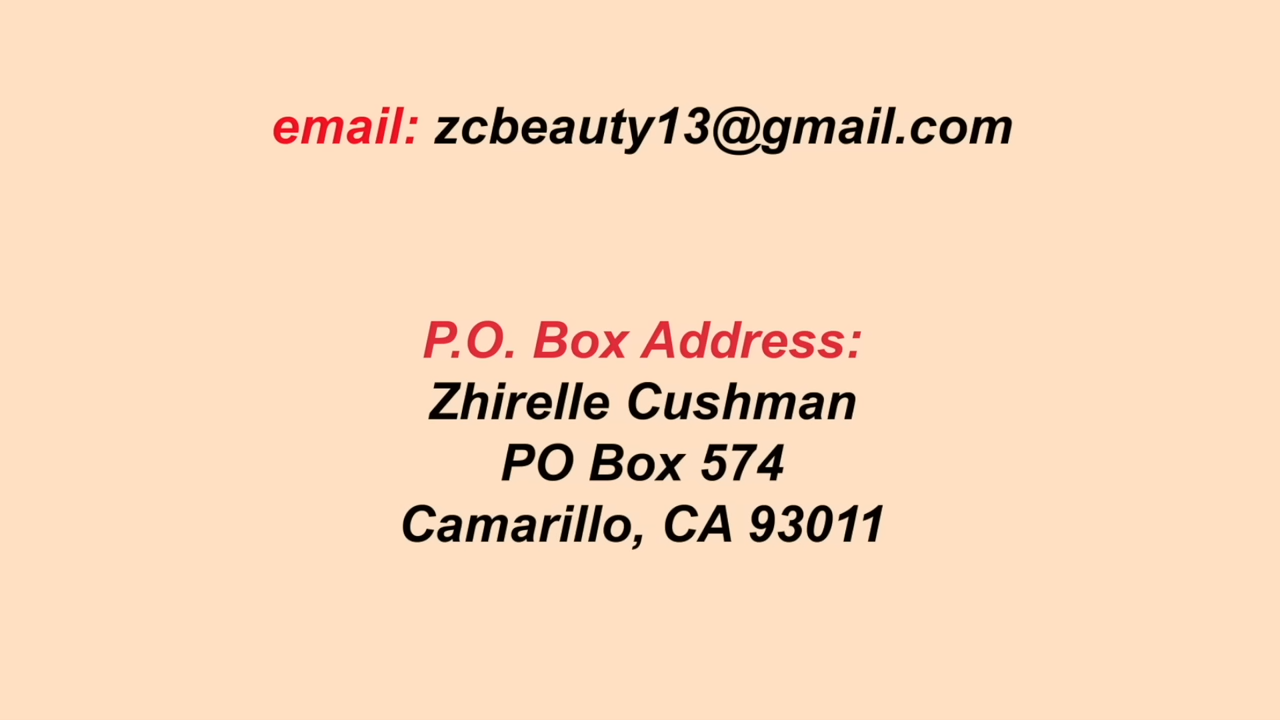 email: zcbeauty13@gmail.com
P.O. Box Address:
Zhirelle Cushman
PO Box 574
Camarillo, CA 93011